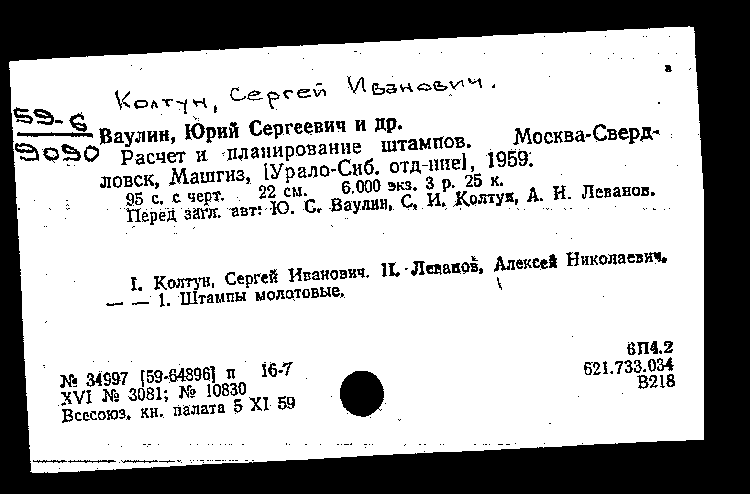 Колтун, Сергей Иванович.
59-6
9090
Ваулин, Юрий Сергеевич и др.
Расчет и планирование штампов. Москва-Сверд-
ловск, Машгиз, [Урало-Сиб. отд-ние], 1959.
95 с. с черт. 22 см. 6.000 экз. 3 р. 25 к.
Перед загл. авт: Ю. С. Ваулин, С. И. Колтун, А. Н. Леванов.
I. Колтун, Сергей Иванович. II. Леванов, Алексей Николаевич.
— — 1. Штампы молотовые.
6П4.2
№ 34997 [59-64896] п 16-7
621.733.034
XVI № 3081; № 10830
В218
Всесоюз. кн. палата 5 XI 59